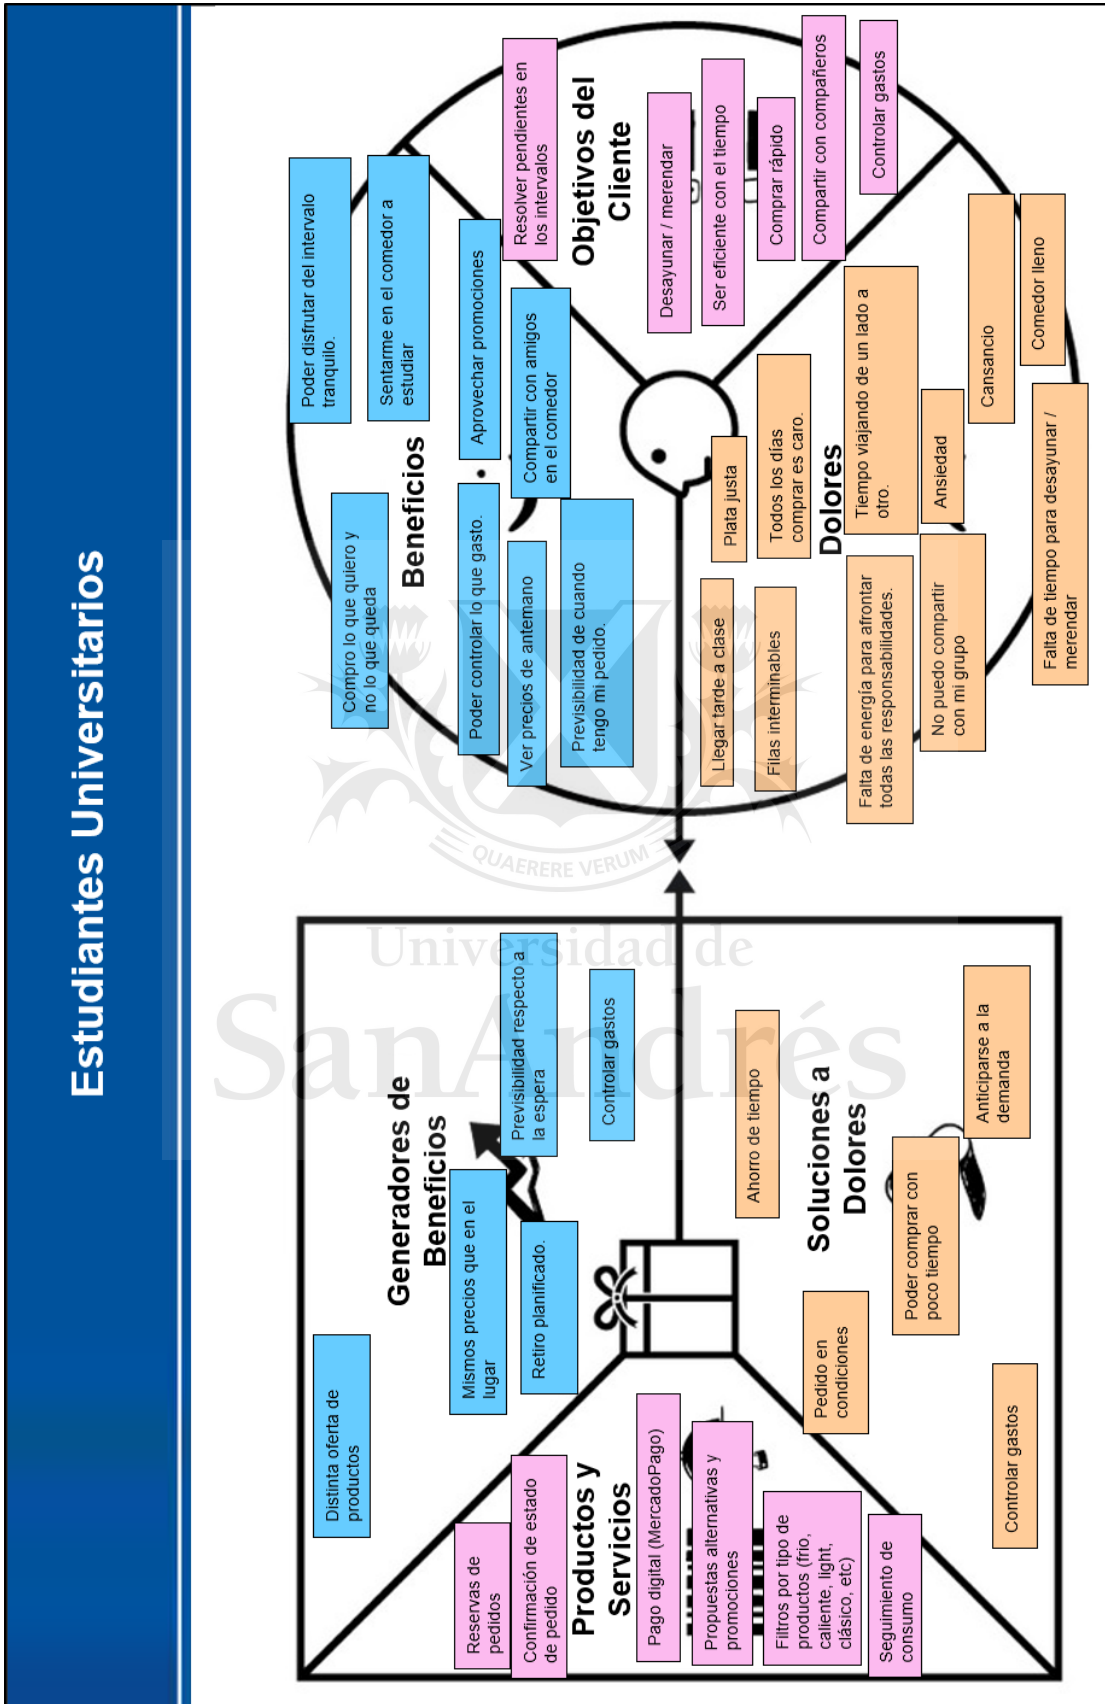 Estudiantes Universitarios
Distinta oferta de
productos
Generadores de
Beneficios
Mismos precios que en el
lugar
Retiro planificado.
Previsibilidad respecto a
la espera
Controlar gastos
Reservas de
pedidos
Confirmación de estado
de pedido
Productos y
Servicios
Pago digital (MercadoPago)
Propuestas alternativas y
promociones
Filtros por tipo de
productos (frio,
caliente, light,
clásico, etc)
Seguimiento de
consumo
Ahorro de tiempo
Soluciones a
Dolores
Pedido en
condiciones
Poder comprar con
poco tiempo
Anticiparse a la
demanda
Controlar gastos
Poder disfrutar del intervalo
tranquilo.
Compro lo que quiero y
no lo que queda
Sentarme en el comedor a
estudiar
Beneficios
Poder controlar lo que gasto.
Aprovechar promociones
Ver precios de antemano
Compartir con amigos
en el comedor
Previsibilidad de cuando
tengo mi pedido.
Resolver pendientes en
los intervalos
Objetivos del
Cliente
Desayunar / merendar
Ser eficiente con el tiempo
Comprar rápido
Compartir con compañeros
Controlar gastos
Llegar tarde a clase
Plata justa
Filas interminables
Todos los días
comprar es caro.
Dolores
Falta de energía para afrontar
todas las responsabilidades.
Tiempo viajando de un lado a
otro.
No puedo compartir
con mi grupo
Ansiedad
Cansancio
Comedor lleno
Falta de tiempo para desayunar /
merendar
QUAERERE VERUM
Universidad de
SanAndrés